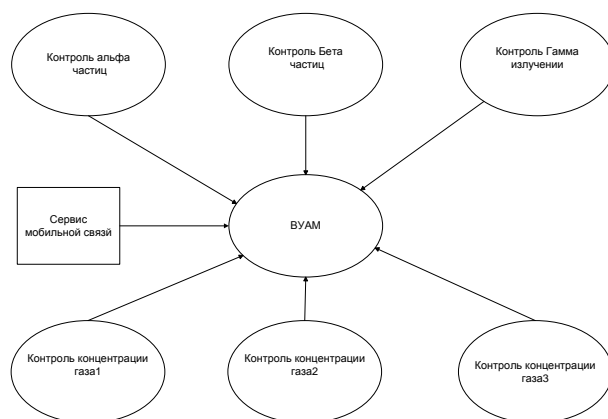 Контроль альфа
частиц
Контроль Бета
частиц
Контроль Гамма
излучении
Сервис
мобильной связй
ВУАМ
Контроль концентрации
газа1
Контроль концентрации
газа2
Контроль концентрации
газа3